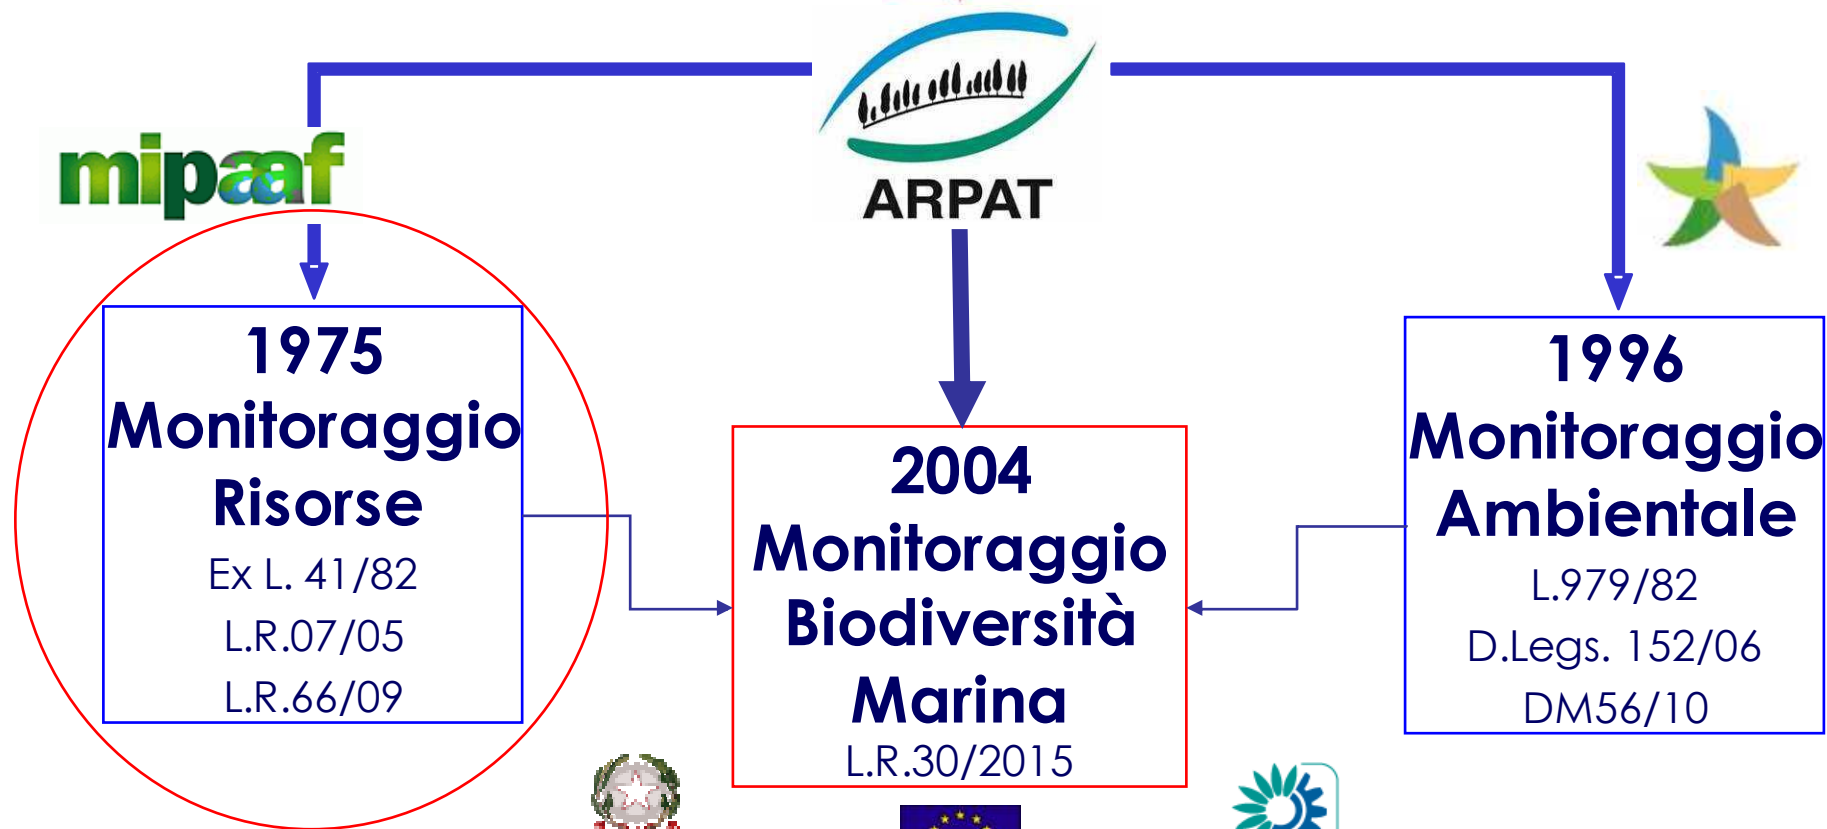 mipaaf
ARPAT
1975
Monitoraggio
Risorse
Ex L. 41/82
L.R.07/05
L.R.66/09
2004
Monitoraggio
Biodiversità
Marina
L.R.30/2015
1996
Monitoraggio
Ambientale
L.979/82
D.Legs. 152/06
DM56/10